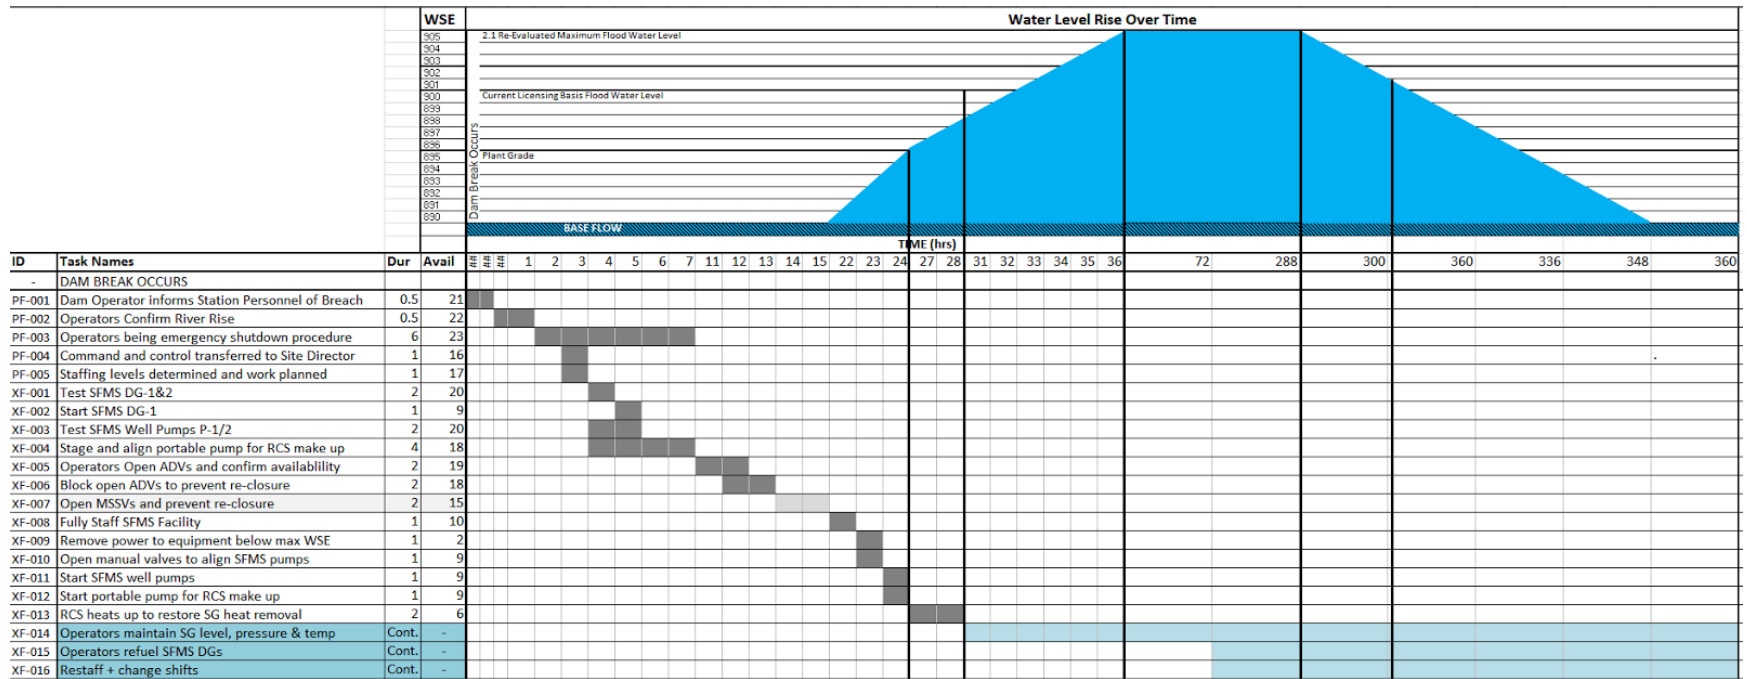 WSE Water Level Rise Over Time
905 2.1 Re-Evaluated Maximum Flood Water Level
904
903
902
901
900 Current Licensing Basis Flood Water Level
899
898
897
896
895 Plant Grade
894
893
892
891
890
Dam Break Occurs
BASE FLOW
TIME (hrs)
ID Task Names Dur Avail ## ## ## 1 2 3 4 5 6 7 11 12 13 14 15 22 23 24 27 28 31 32 33 34 35 36 72 288 300 360 336 348 360
- DAM BREAK OCCURS
PF-001 Dam Operator informs Station Personnel of Breach 0.5 21
PF-002 Operators Confirm River Rise 0.5 22
PF-003 Operators being emergency shutdown procedure 6 23
PF-004 Command and control transferred to Site Director 1 16
PF-005 Staffing levels determined and work planned 1 17
XF-001 Test SFMS DG-1&2 2 20
XF-002 Start SFMS DG-1 1 9
XF-003 Test SFMS Well Pumps P-1/2 2 20
XF-004 Stage and align portable pump for RCS make up 4 18
XF-005 Operators Open ADVs and confirm availablility 2 19
XF-006 Block open ADVs to prevent re-closure 2 18
XF-007 Open MSSVs and prevent re-closure 2 15
XF-008 Fully Staff SFMS Facility 1 10
XF-009 Remove power to equipment below max WSE 1 2
XF-010 Open manual valves to align SFMS pumps 1 9
XF-011 Start SFMS well pumps 1 9
XF-012 Start portable pump for RCS make up 1 9
XF-013 RCS heats up to restore SG heat removal 2 6
XF-014 Operators maintain SG level, pressure & temp Cont. -
XF-015 Operators refuel SFMS DGs Cont. -
XF-016 Restaff + change shifts Cont. -